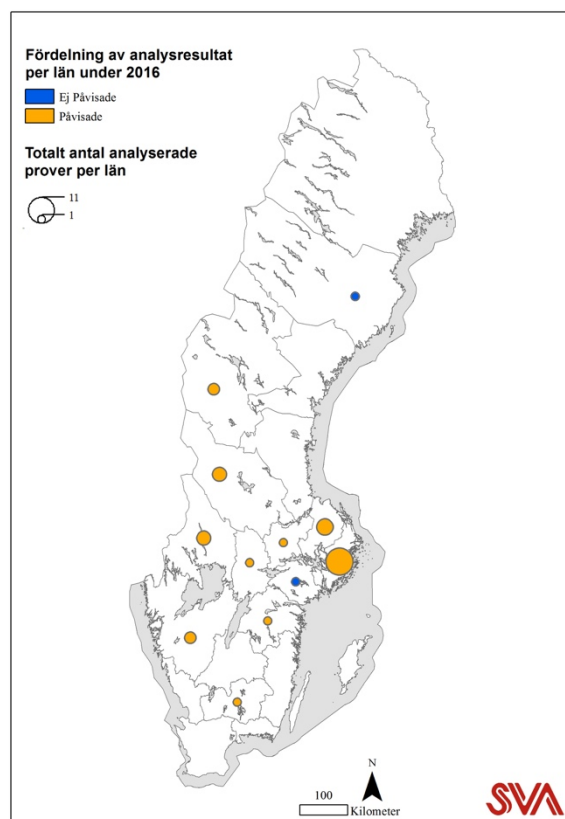 Fördelning av analysresultat
per län under 2016
Ej Påvisade
Påvisade
Totalt antal analyserade
prover per län
11
1
N
100
Kilometer
SVA